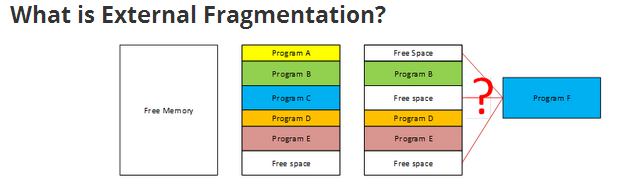 What is External Fragmentation?
Free Memory
Program A
Program B
Program C
Program D
Program E
Free space
Free Space
Program B
Free space
Program D
Program E
Free space
?
Program F